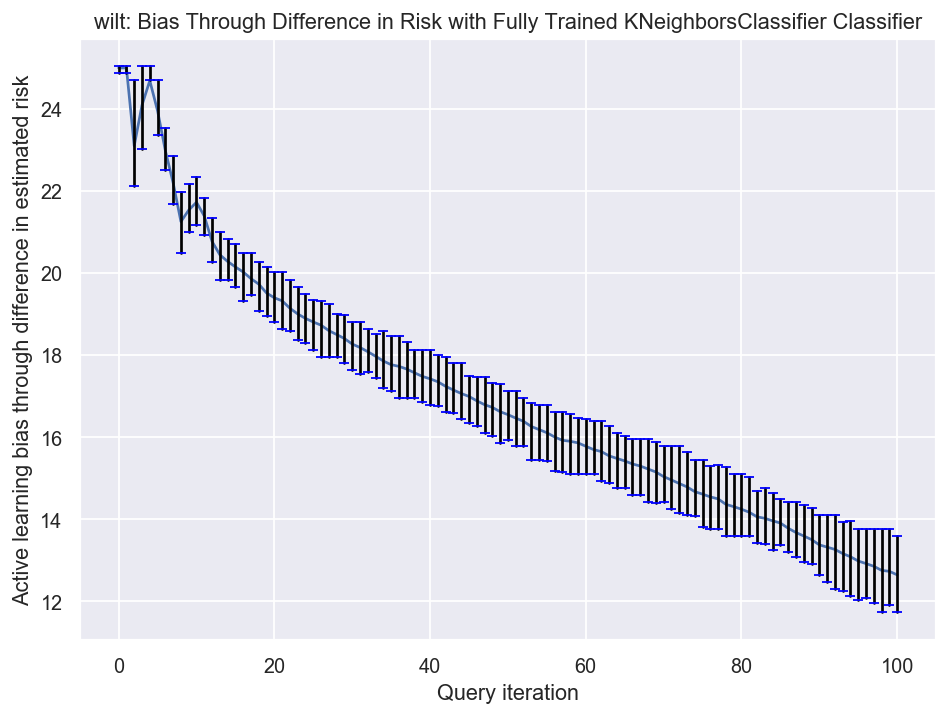 wilt: Bias Through Difference in Risk with Fully Trained KNeighborsClassifier Classifier
Active learning bias through difference in estimated risk
24
22
20
18
16
14
12
0 20 40 60 80 100
Query iteration